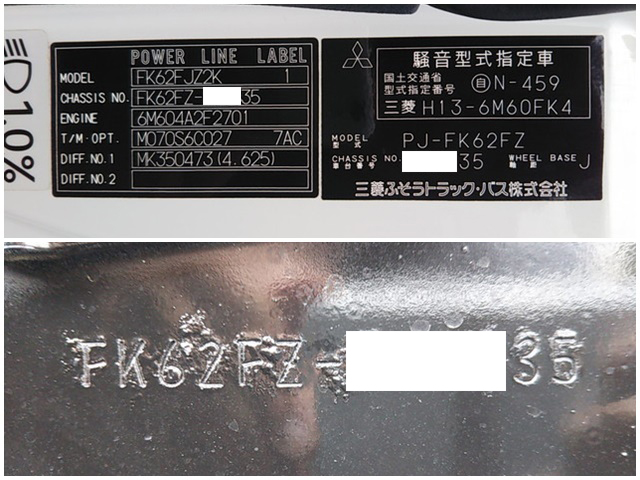 1.0%
POWER LINE LABEL
MODEL FK62FJZ2K 1
CHASSIS NO. FK62FZ- 35
ENGINE 6M604A2F2701
T/M·OPT. M070S6C027 7AC
DIFF.NO.1 MK350473(4.625)
DIFF.NO.2
騒音型式指定車
国土交通省
型式指定番号 自N-459
三菱 H13-6M60FK4
MODEL
型式 PJ-FK62FZ
CHASSIS NO. 35 WHEEL BASE J
車台番号 軸距
三菱ふそうトラック・バス株式会社
FK62FZ- 35